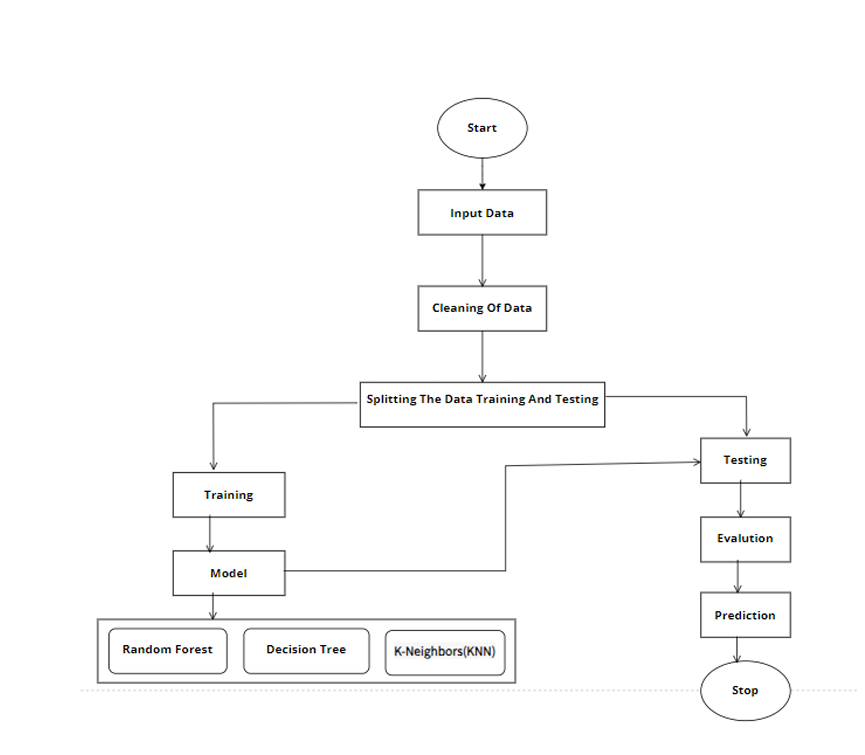 Start
Input Data
Cleaning Of Data
Splitting The Data Training And Testing
Training
Testing
Model
Evalution
Random Forest
Decision Tree
K-Neighbors(KNN)
Prediction
Stop